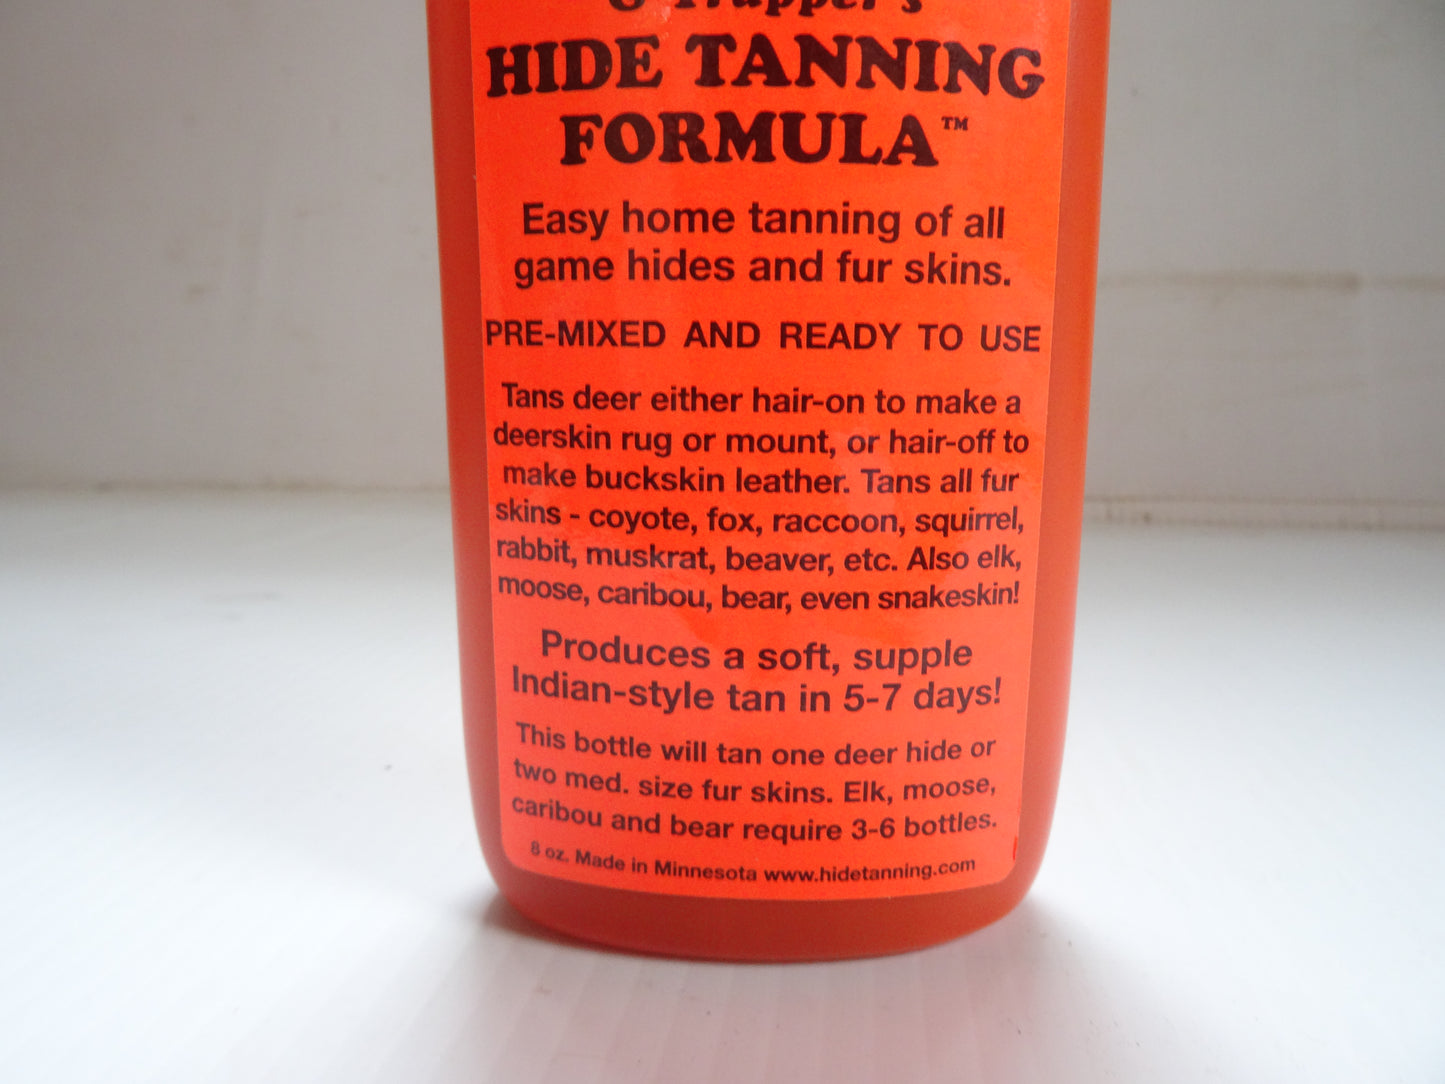 & Trapper's
HIDE TANNING
FORMULA™
Easy home tanning of all
game hides and fur skins.
PRE-MIXED AND READY TO USE
Tans deer either hair-on to make a
deerskin rug or mount, or hair-off to
make buckskin leather. Tans all fur
skins - coyote, fox, raccoon, squirrel,
rabbit, muskrat, beaver, etc. Also elk,
moose, caribou, bear, even snakeskin!
Produces a soft, supple
Indian-style tan in 5-7 days!
This bottle will tan one deer hide or
two med. size fur skins. Elk, moose,
caribou and bear require 3-6 bottles.
8 oz. Made in Minnesota www.hidetanning.com